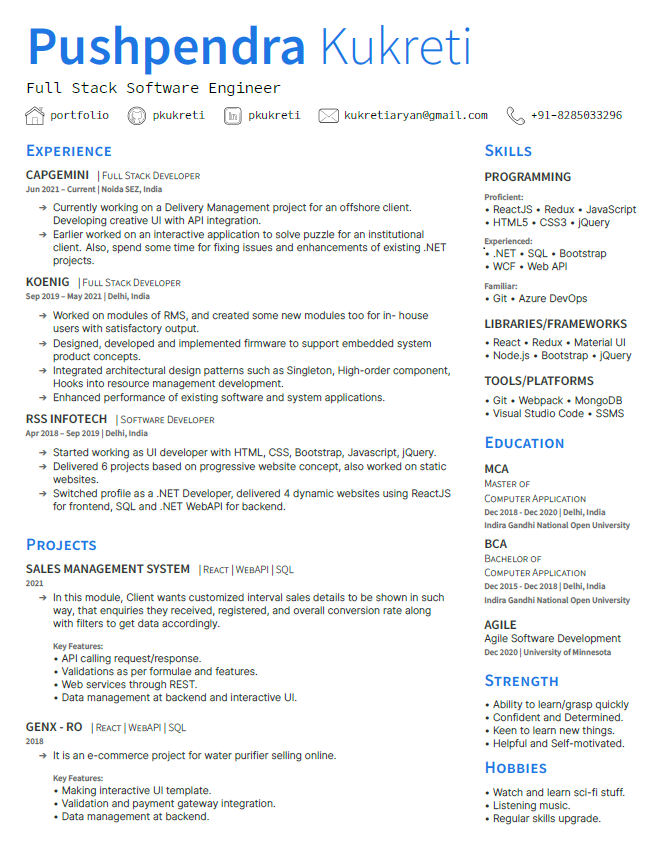 Pushpendra Kukreti
Full Stack Software Engineer
portfolio pkukreti pkukreti kukretiaryan@gmail.com +91-8285033296
EXPERIENCE
CAPGEMINI | FULL STACK DEVELOPER
Jun 2021 – Current | Noida SEZ, India
➔ Currently working on a Delivery Management project for an offshore client.
Developing creative UI with API integration.
➔ Earlier worked on an interactive application to solve puzzle for an institutional
client. Also, spend some time for fixing issues and enhancements of existing .NET
projects.
KOENIG | FULL STACK DEVELOPER
Sep 2019 – May 2021 | Delhi, India
➔ Worked on modules of RMS, and created some new modules too for in- house
users with satisfactory output.
➔ Designed, developed and implemented firmware to support embedded system
product concepts.
➔ Integrated architectural design patterns such as Singleton, High-order component,
Hooks into resource management development.
➔ Enhanced performance of existing software and system applications.
RSS INFOTECH | SOFTWARE DEVELOPER
Apr 2018 – Sep 2019 | Delhi, India
➔ Started working as UI developer with HTML, CSS, Bootstrap, Javascript, jQuery.
➔ Delivered 6 projects based on progressive website concept, also worked on static
websites.
➔ Switched profile as a .NET Developer, delivered 4 dynamic websites using ReactJS
for frontend, SQL and .NET WebAPI for backend.
PROJECTS
SALES MANAGEMENT SYSTEM | REACT | WEBAPI | SQL
2021
➔ In this module, Client wants customized interval sales details to be shown in such
way, that enquiries they received, registered, and overall conversion rate along
with filters to get data accordingly.
Key Features:
• API calling request/response.
• Validations as per formulae and features.
• Web services through REST.
• Data management at backend and interactive UI.
GENX - RO | REACT | WEBAPI | SQL
2018
➔ It is an e-commerce project for water purifier selling online.
Key Features:
• Making interactive UI template.
• Validation and payment gateway integration.
• Data management at backend.
SKILLS
PROGRAMMING
Proficient:
• ReactJS • Redux • JavaScript
• HTML5 • CSS3 • jQuery
Experienced:
• .NET • SQL • Bootstrap
• WCF • Web API
Familiar:
• Git • Azure DevOps
LIBRARIES/FRAMEWORKS
• React • Redux • Material UI
• Node.js • Bootstrap • jQuery
TOOLS/PLATFORMS
• Git • Webpack • MongoDB
• Visual Studio Code • SSMS
EDUCATION
MCA
MASTER OF
COMPUTER APPLICATION
Dec 2018 - Dec 2020 | Delhi, India
Indira Gandhi National Open University
BCA
BACHELOR OF
COMPUTER APPLICATION
Dec 2015 - Dec 2018 | Delhi, India
Indira Gandhi National Open University
AGILE
Agile Software Development
Dec 2020 | University of Minnesota
STRENGTH
• Ability to learn/grasp quickly
• Confident and Determined.
• Keen to learn new things.
• Helpful and Self-motivated.
HOBBIES
• Watch and learn sci-fi stuff.
• Listening music.
• Regular skills upgrade.